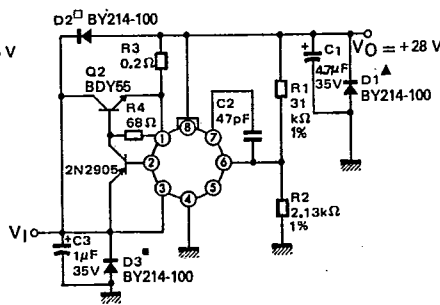 D2 BY214-100
V
R3
0.2Ω
Q2
BDY55
R4
68Ω
2N2905
1
2
3
4
5
6
7
8
C2
47pF
R1
31
kΩ
1%
R2
2.13kΩ
1%
C1
47µF
35V
VO = +28 V
D1
BY214-100
VI
+C3
1µF
35V
D3
BY214-100